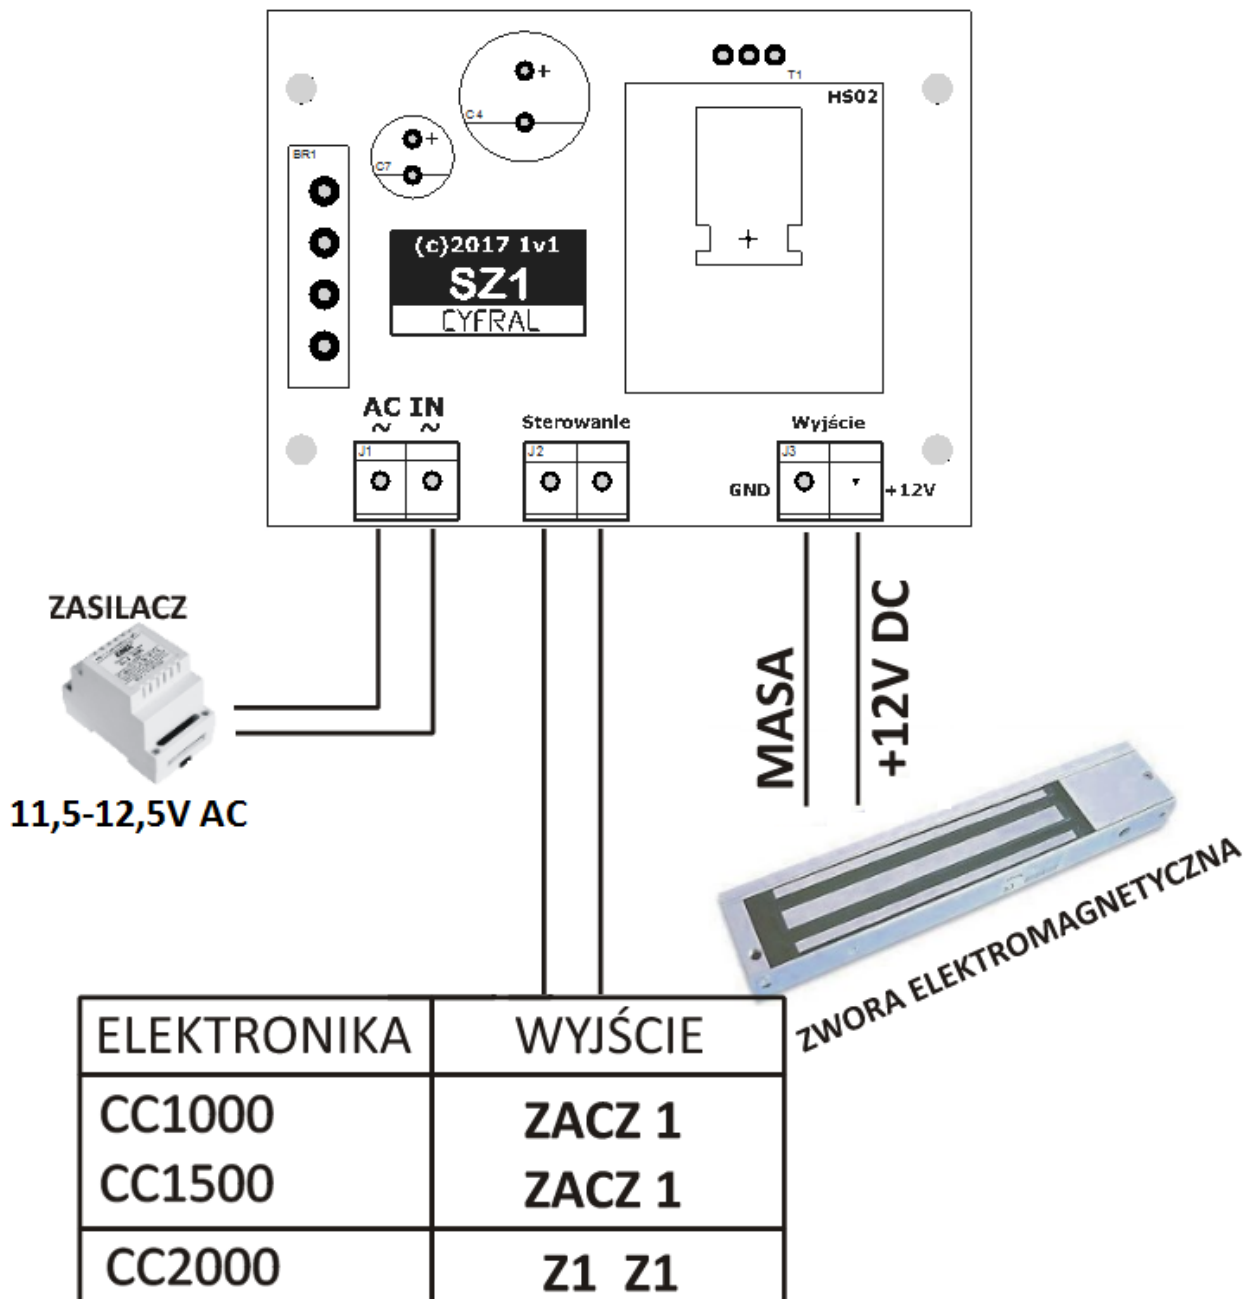 T1
HS02
+
C4
+
C7
BR1
(c)2017 1v1
SZ1
CYFRAL
AC IN
~ ~
Sterowanie
Wyjście
J1
J2
J3
GND
+12V
ZASILACZ
11,5-12,5V AC
MASA
+12V DC
ZWORA ELEKTROMAGNETYCZNA
ELEKTRONIKA WYJŚCIE
CC1000 ZACZ 1
CC1500 ZACZ 1
CC2000 Z1 Z1